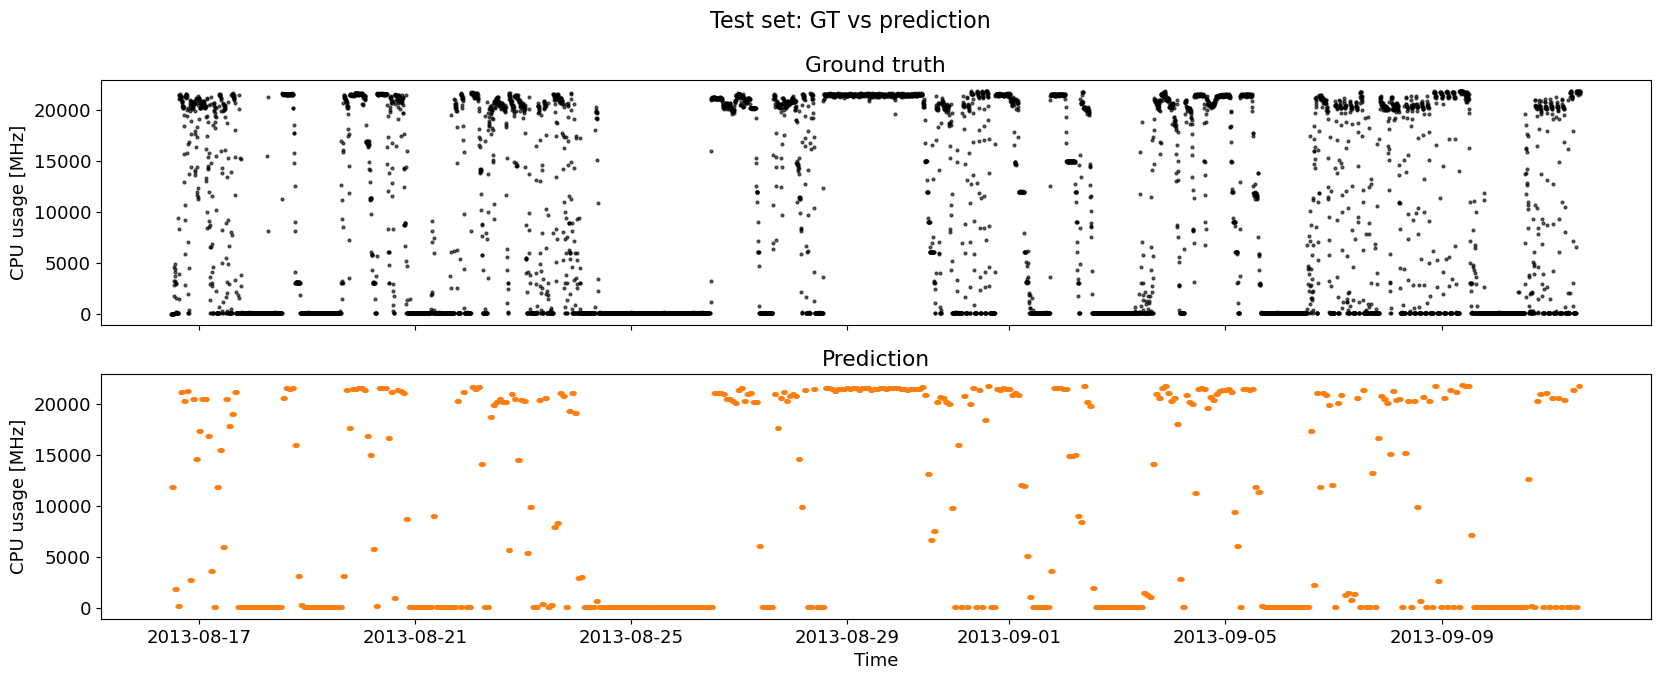 Test set: GT vs prediction
Ground truth
CPU usage [MHz]
20000
15000
10000
5000
0
Prediction
CPU usage [MHz]
20000
15000
10000
5000
0
2013-08-17 2013-08-21 2013-08-25 2013-08-29 2013-09-01 2013-09-05 2013-09-09
Time